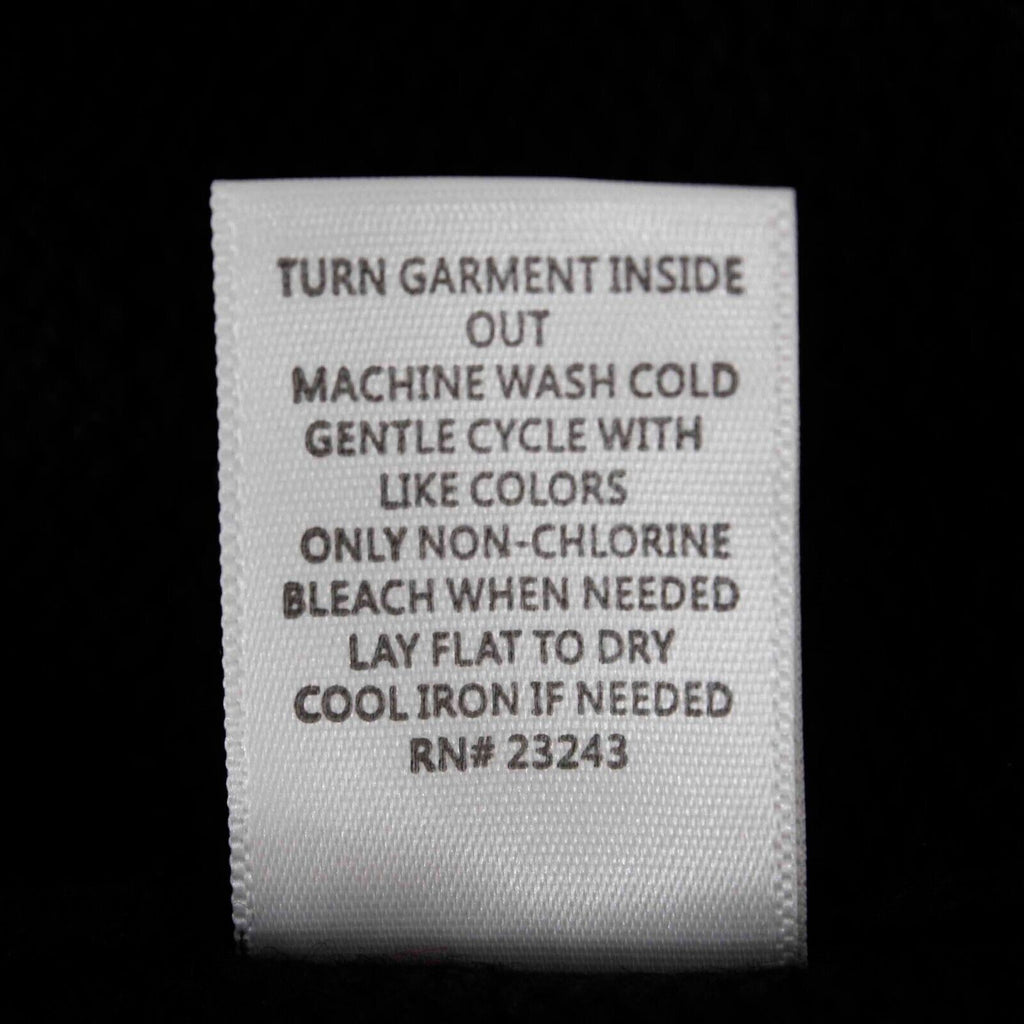 TURN GARMENT INSIDE
OUT
MACHINE WASH COLD
GENTLE CYCLE WITH
LIKE COLORS
ONLY NON-CHLORINE
BLEACH WHEN NEEDED
LAY FLAT TO DRY
COOL IRON IF NEEDED
RN# 23243